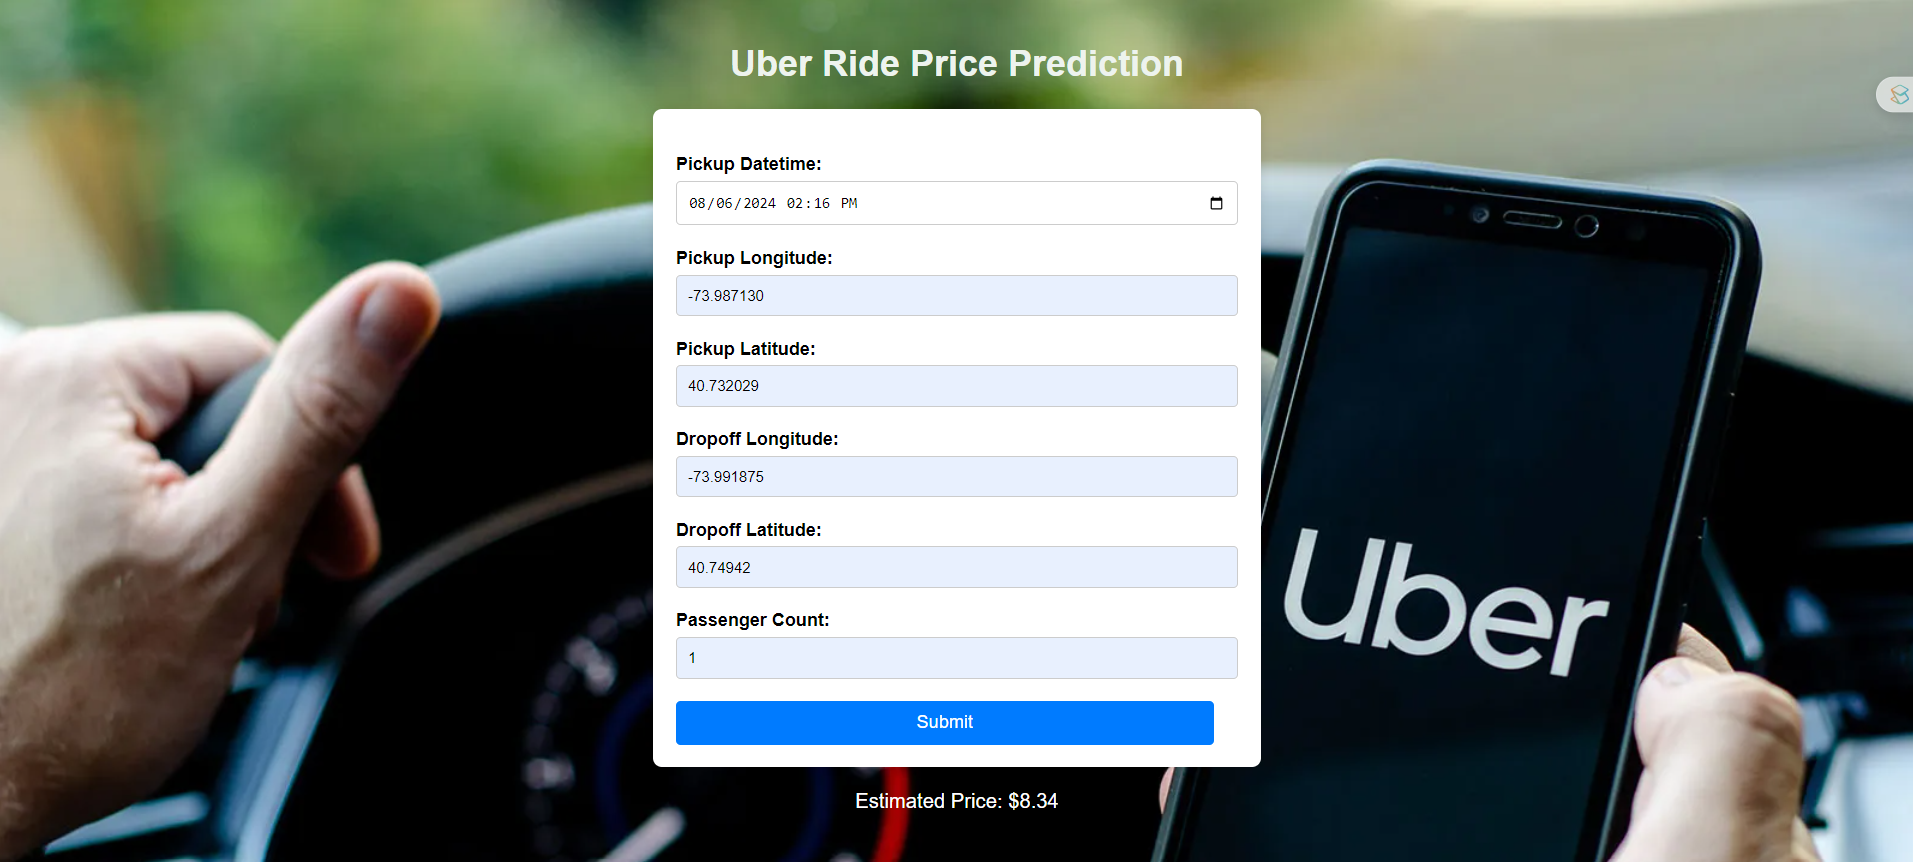 Uber Ride Price Prediction
Pickup Datetime:
08/06/2024 02:16 PM
Pickup Longitude:
-73.987130
Pickup Latitude:
40.732029
Dropoff Longitude:
-73.991875
Dropoff Latitude:
40.74942
Passenger Count:
1
Submit
Estimated Price: $8.34
Uber